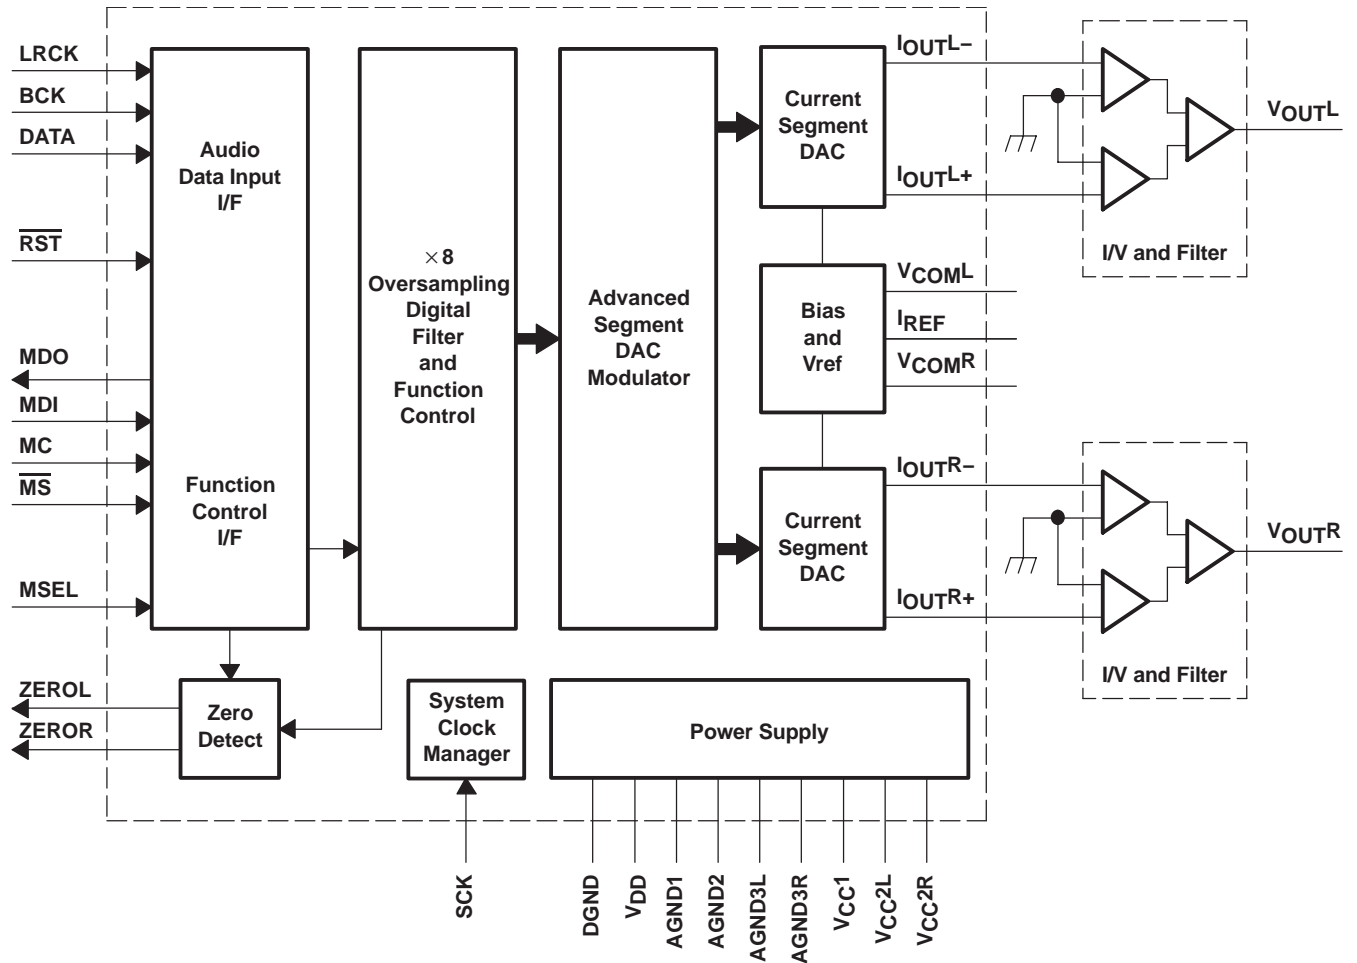 LRCK
BCK
DATA
RST
MDO
MDI
MC
MS
MSEL
ZEROL
ZEROR
Audio
Data Input
I/F
Function
Control
I/F
×8
Oversampling
Digital
Filter
and
Function
Control
Advanced
Segment
DAC
Modulator
Current
Segment
DAC
Bias
and
Vref
Current
Segment
DAC
IOUTL–
IOUTL+
VCOML
IREF
VCOMR
IOUTR–
IOUTR+
I/V and Filter
VOUTL
I/V and Filter
VOUTR
Zero
Detect
System
Clock
Manager
Power Supply
SCK
DGND
VDD
AGND1
AGND2
AGND3L
AGND3R
VCC1
VCC2L
VCC2R